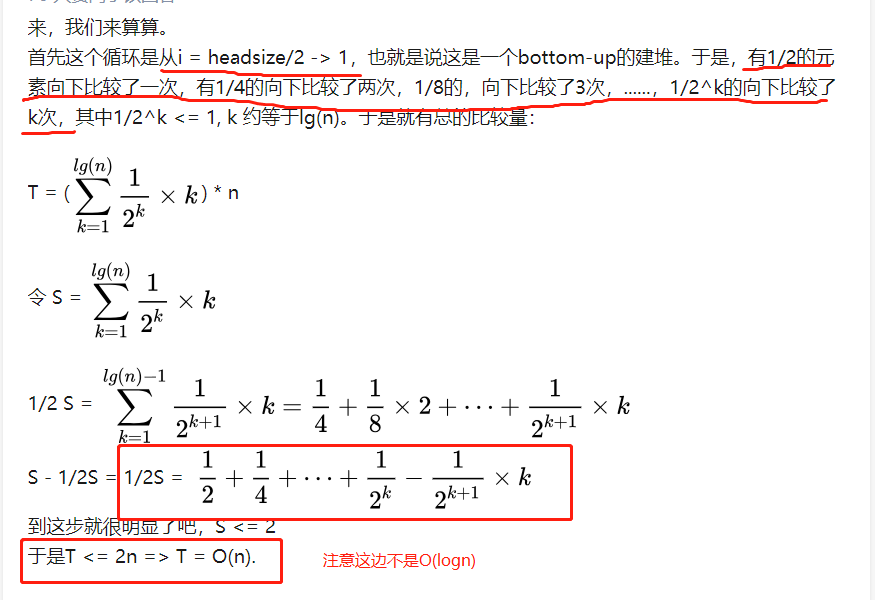 来，我们来算算。
首先这个循环是从i = headsize/2 -> 1，也就是说这是一个bottom-up的建堆。于是，有1/2的元
素向下比较了一次，有1/4的向下比较了两次，1/8的，向下比较了3次，……，1/2^k的向下比较了
k次，其中1/2^k <= 1, k 约等于lg(n)。于是就有总的比较量：
T = ( \sum_{k=1}^{lg(n)} \frac{1}{2^k} × k ) * n
令 S = \sum_{k=1}^{lg(n)} \frac{1}{2^k} × k
1/2 S = \sum_{k=1}^{lg(n)-1} \frac{1}{2^{k+1}} × k = \frac{1}{4} + \frac{1}{8} × 2 + ··· + \frac{1}{2^{k+1}} × k
S - 1/2S = 1/2S = \frac{1}{2} + \frac{1}{4} + ··· + \frac{1}{2^k} - \frac{1}{2^{k+1}} × k
到这步就很明显了吧，S <= 2
于是T <= 2n => T = O(n).
注意这边不是O(logn)